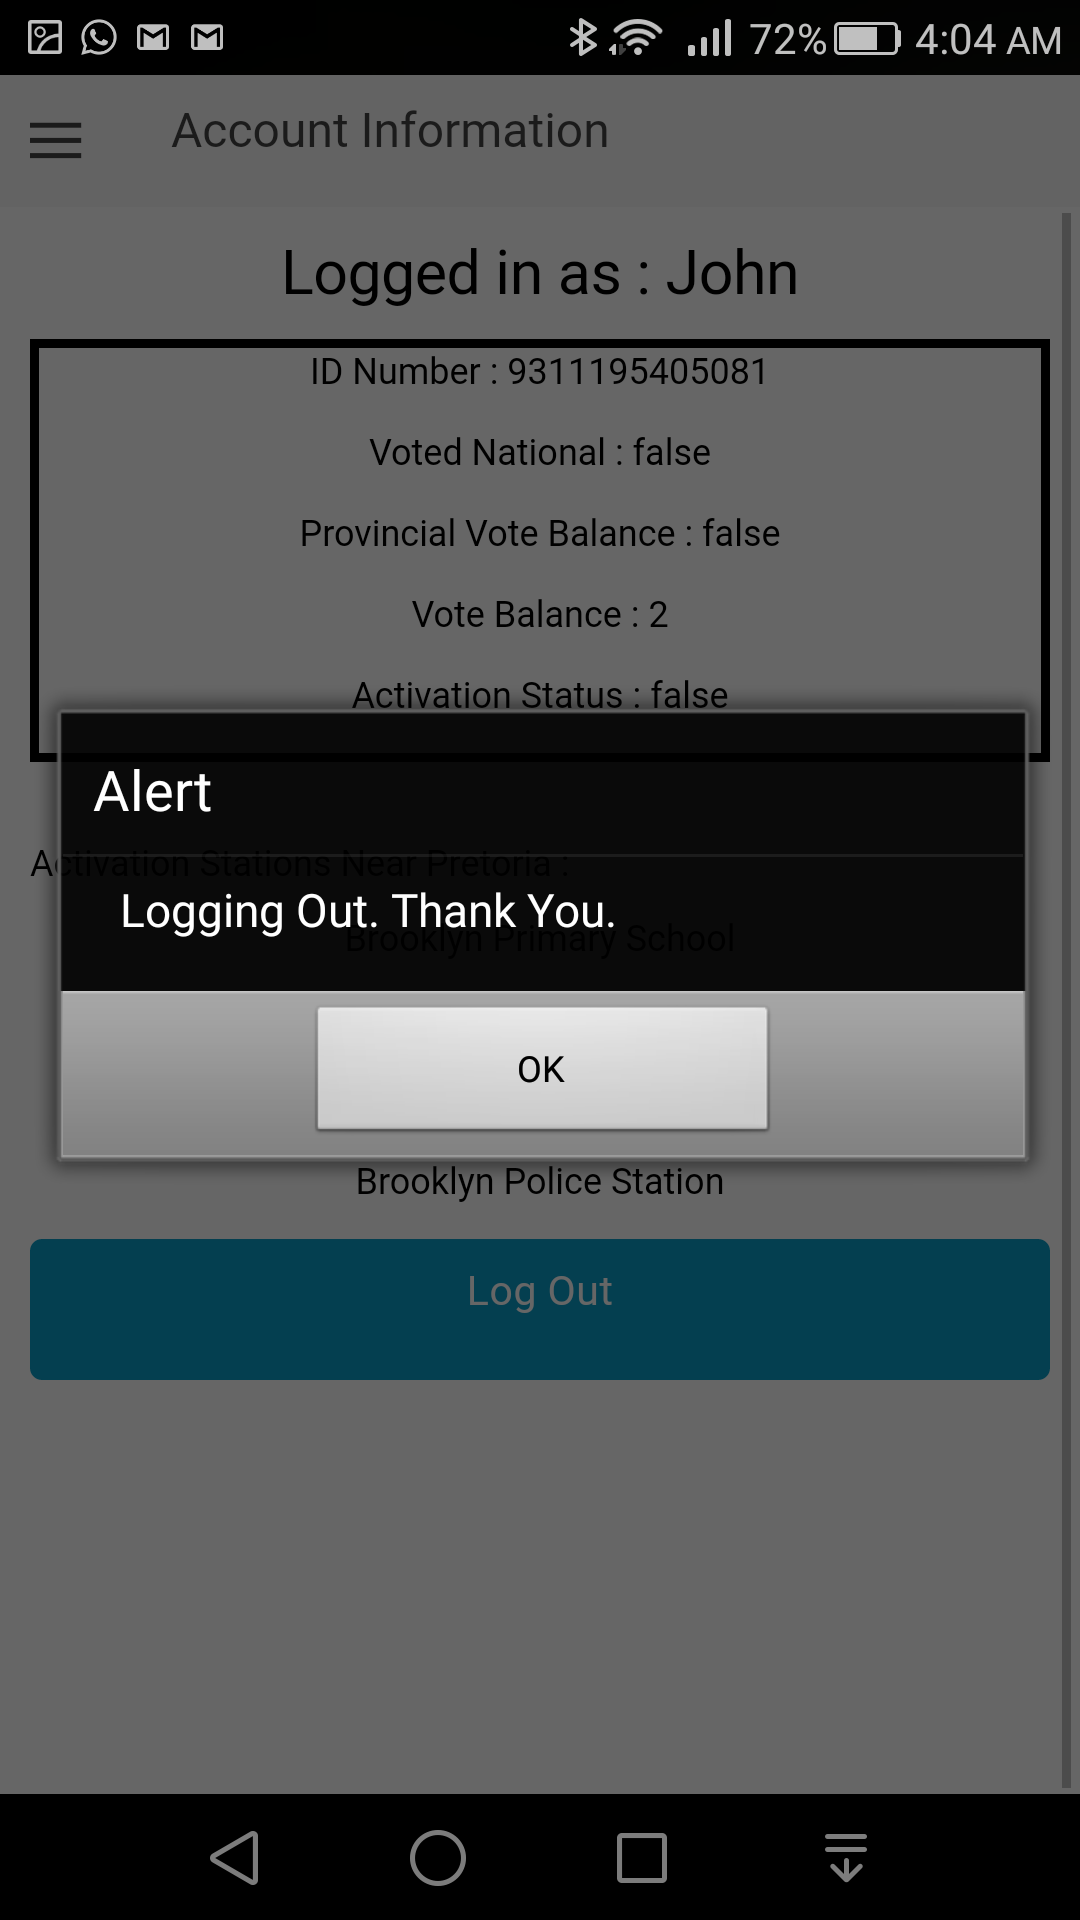 72% 4:04 AM
Account Information
Logged in as : John
ID Number : 9311195405081
Voted National : false
Provincial Vote Balance : false
Vote Balance : 2
Activation Status : false
Alert
Activation Stations Near Pretoria :
Logging Out. Thank You.
Brooklyn Primary School
OK
Brooklyn Police Station
Log Out